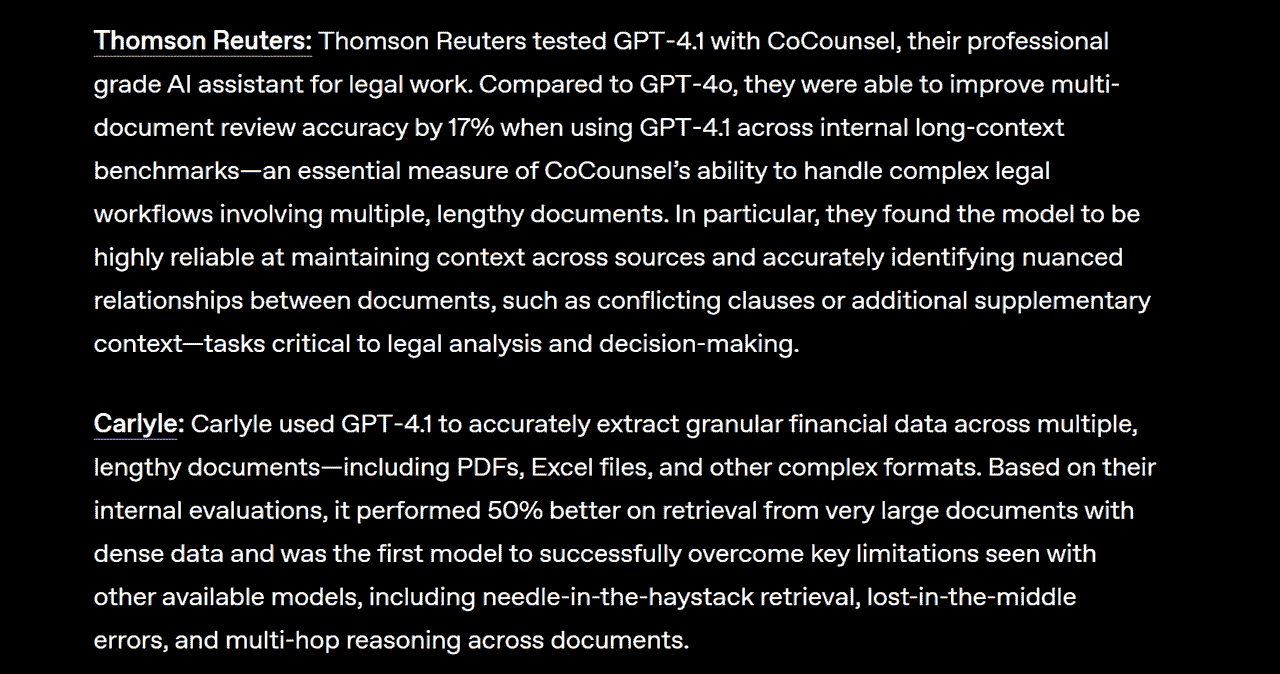 Thomson Reuters: Thomson Reuters tested GPT-4.1 with CoCounsel, their professional
grade AI assistant for legal work. Compared to GPT-4o, they were able to improve multi-
document review accuracy by 17% when using GPT-4.1 across internal long-context
benchmarks—an essential measure of CoCounsel’s ability to handle complex legal
workflows involving multiple, lengthy documents. In particular, they found the model to be
highly reliable at maintaining context across sources and accurately identifying nuanced
relationships between documents, such as conflicting clauses or additional supplementary
context—tasks critical to legal analysis and decision-making.
Carlyle: Carlyle used GPT-4.1 to accurately extract granular financial data across multiple,
lengthy documents—including PDFs, Excel files, and other complex formats. Based on their
internal evaluations, it performed 50% better on retrieval from very large documents with
dense data and was the first model to successfully overcome key limitations seen with
other available models, including needle-in-the-haystack retrieval, lost-in-the-middle
errors, and multi-hop reasoning across documents.